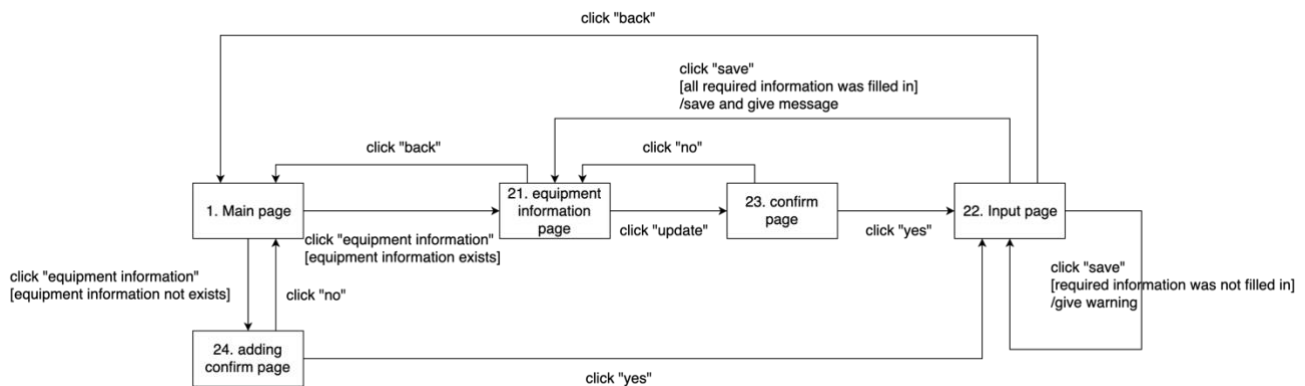 click "back"
click "save"
[all required information was filled in]
/save and give message
click "back"
click "no"
1. Main page
21. equipment
information
page
23. confirm
page
22. Input page
click "equipment information"
[equipment information exists]
click "update"
click "yes"
click "equipment information"
[equipment information not exists]
click "no"
click "save"
[required information was not filled in]
/give warning
24. adding
confirm page
click "yes"